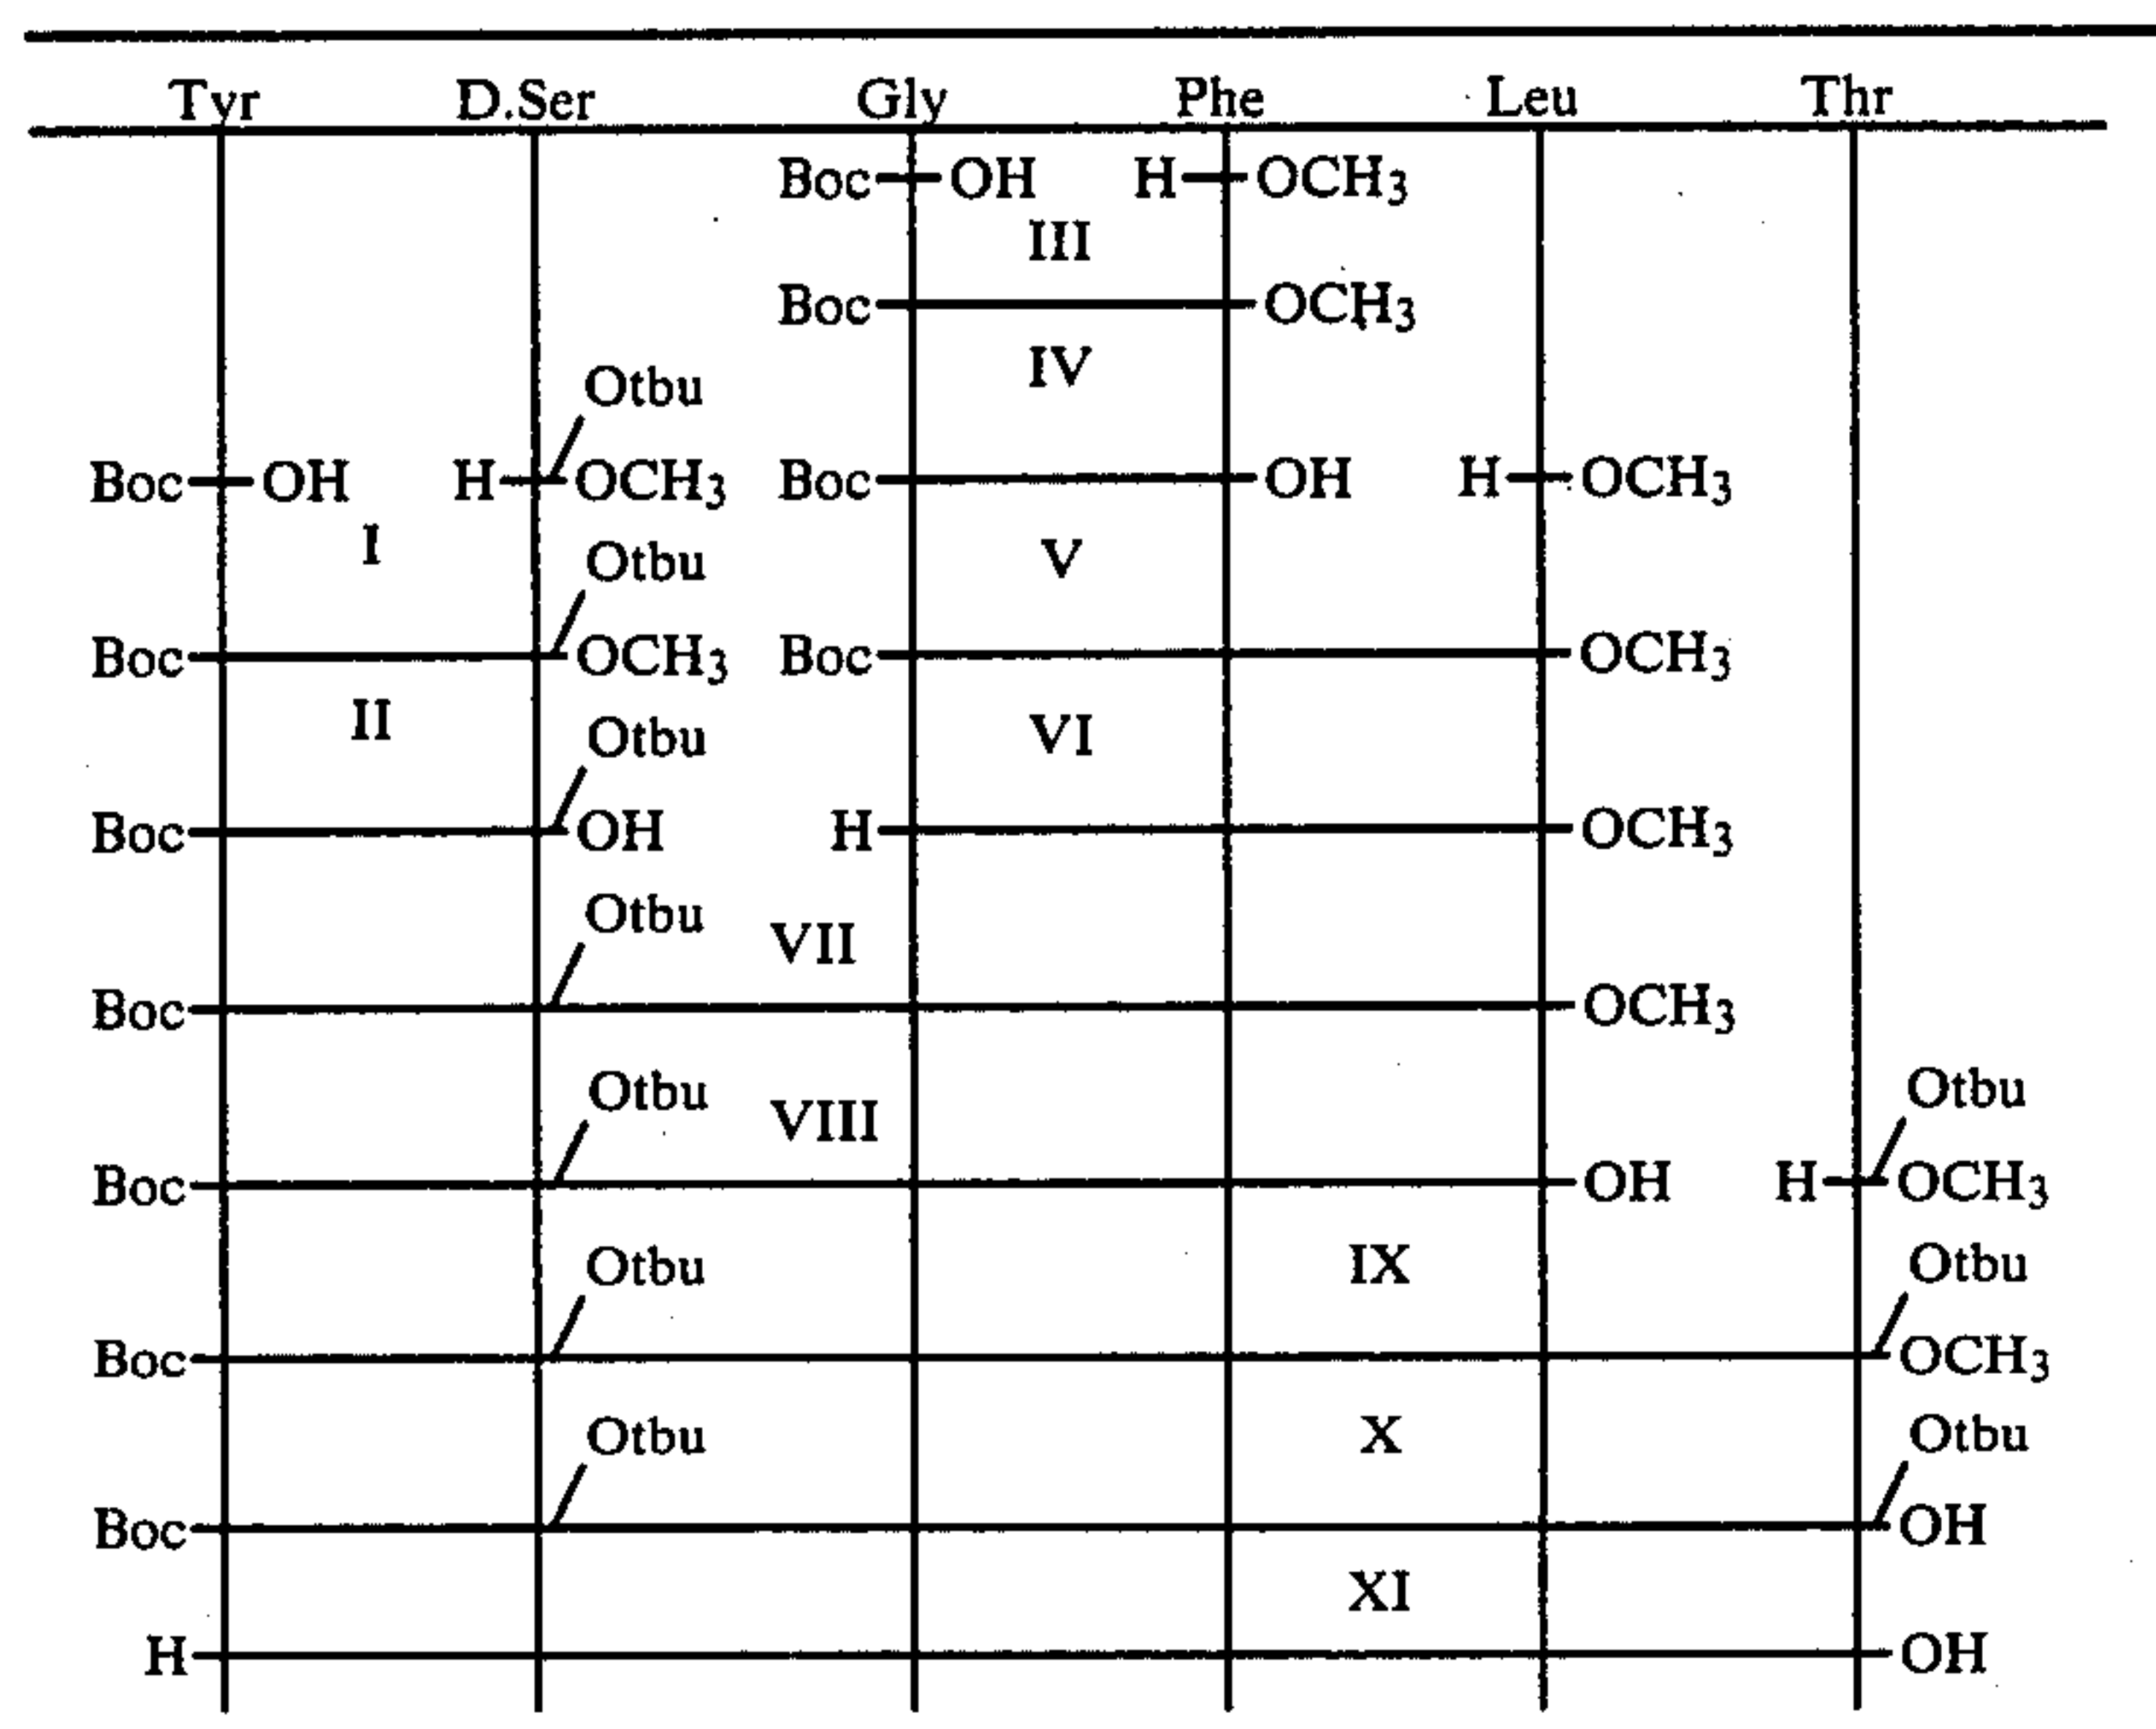 Tyr D.Ser Gly Phe Leu Thr
Boc OH H OCH3
III
Boc OCH3
IV
Otbu
Boc OH H OCH3 Boc OH H OCH3
I Otbu V
Boc OCH3 Boc OCH3
II Otbu VI
Boc OH H OCH3
Otbu VII
Boc OCH3
Otbu VIII Otbu
Boc OH H OCH3
Otbu IX Otbu
Boc OCH3
Otbu X Otbu
Boc OH
XI
H OH